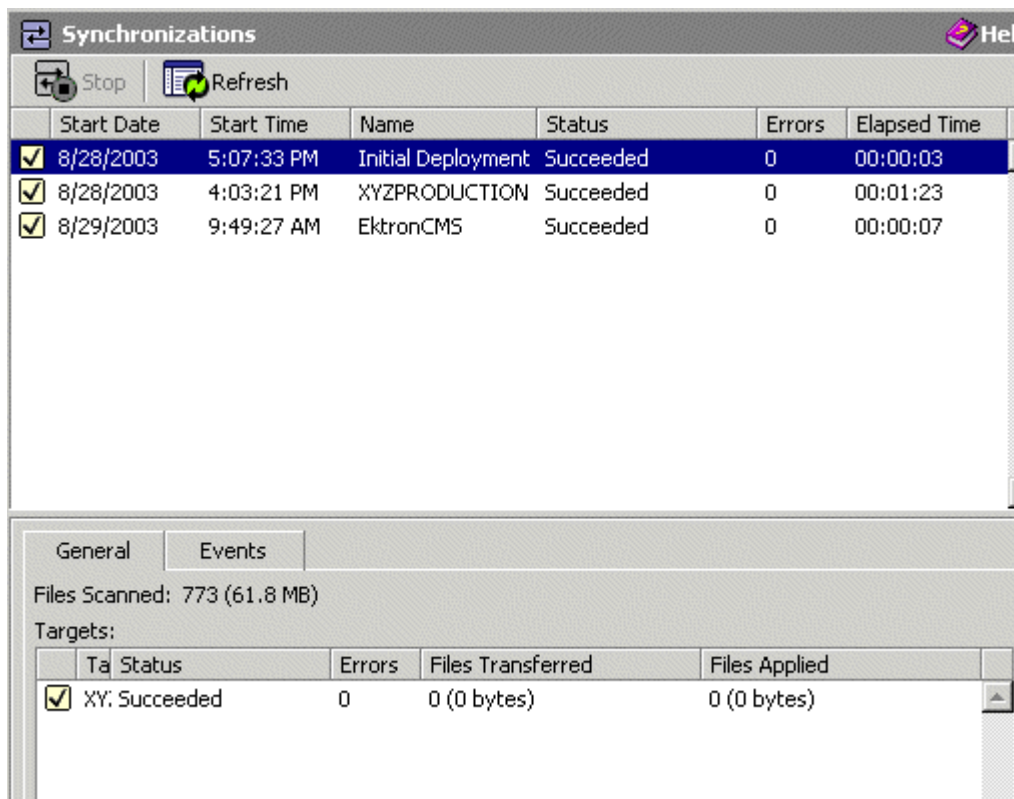 Synchronizations Hel
Stop Refresh
Start Date Start Time Name Status Errors Elapsed Time
8/28/2003 5:07:33 PM Initial Deployment Succeeded 0 00:00:03
8/28/2003 4:03:21 PM XYZPRODUCTION Succeeded 0 00:01:23
8/29/2003 9:49:27 AM EktronCMS Succeeded 0 00:00:07
General Events
Files Scanned: 773 (61.8 MB)
Targets:
Ta Status Errors Files Transferred Files Applied
XY. Succeeded 0 0 (0 bytes) 0 (0 bytes)